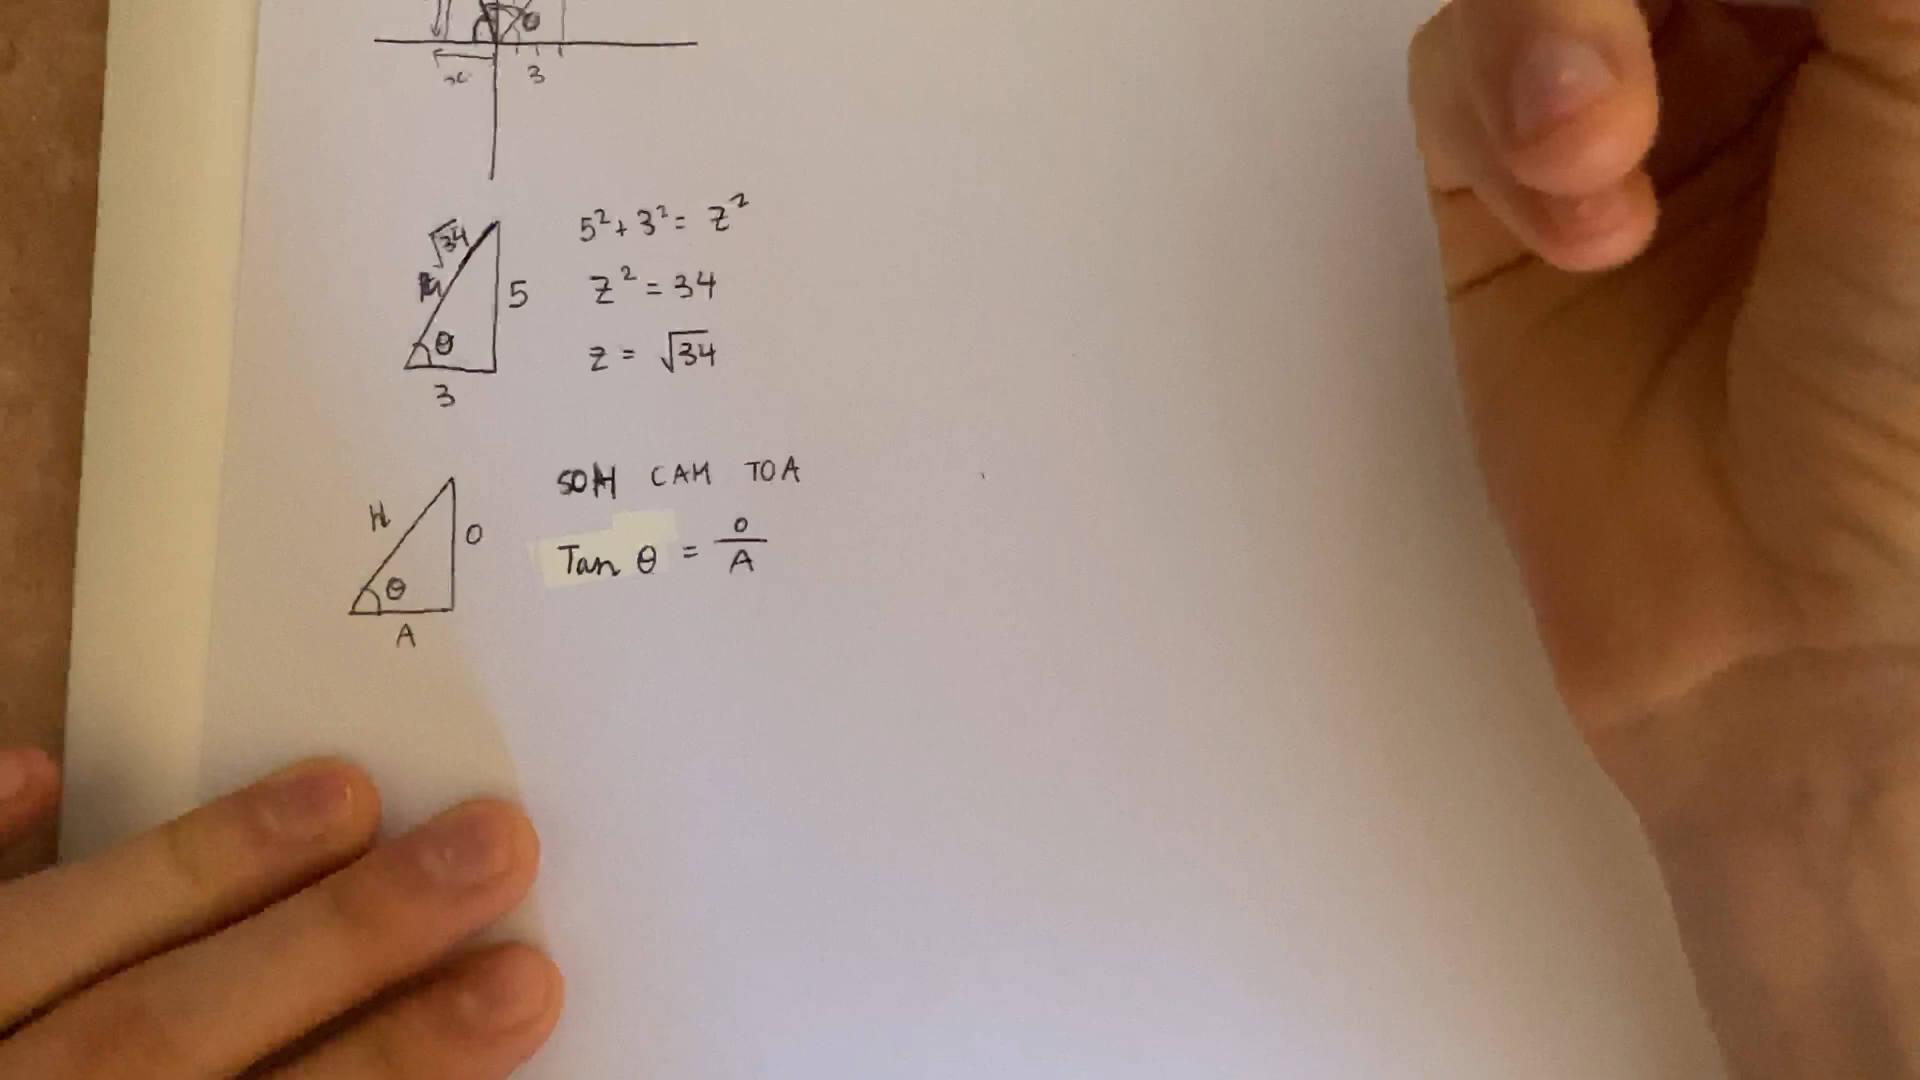 θ
x 3
√34
5
θ
3
5² + 3² = z²
z² = 34
z = √34
H
O
θ
A
SOH CAH TOA
Tan θ = O/A